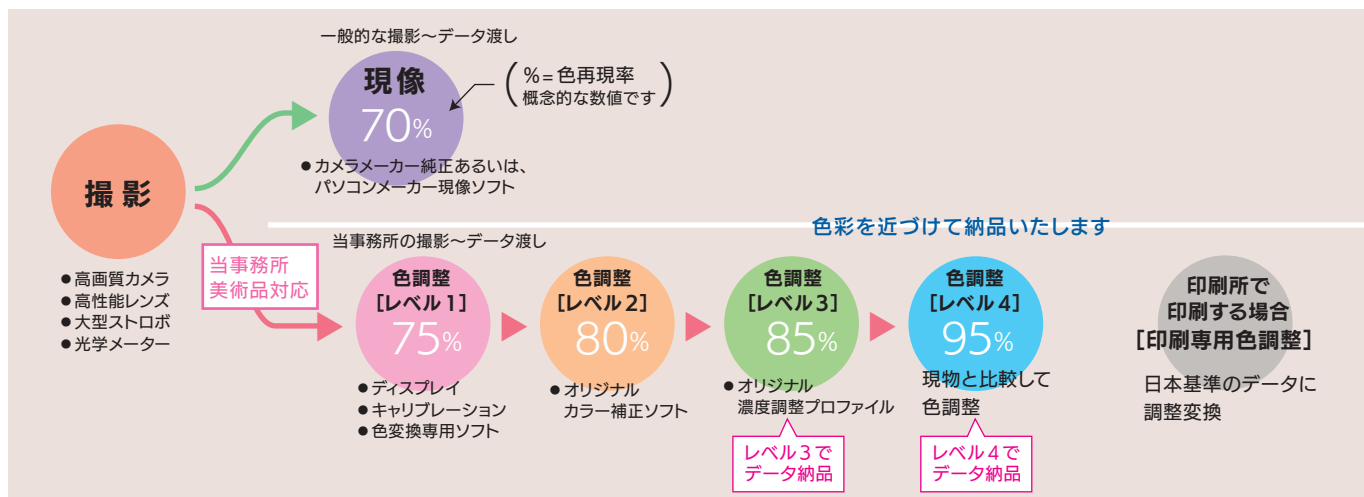 一般的な撮影～データ渡し
現像
70%
%=色再現率
概念的な数値です
●カメラメーカー純正あるいは、
パソコンメーカー現像ソフト
撮影
●高画質カメラ
●高性能レンズ
●大型ストロボ
●光学メーター
当事務所
美術品対応
色彩を近づけて納品いたします
当事務所の撮影～データ渡し
色調整
[レベル1]
75%
●ディスプレイ
●キャリブレーション
●色変換専用ソフト
色調整
[レベル2]
80%
●オリジナル
カラー補正ソフト
色調整
[レベル3]
85%
●オリジナル
濃度調整プロファイル
レベル3で
データ納品
色調整
[レベル4]
95%
現物と比較して
色調整
レベル4で
データ納品
印刷所で
印刷する場合
[印刷専用色調整]
日本基準のデータに
調整変換